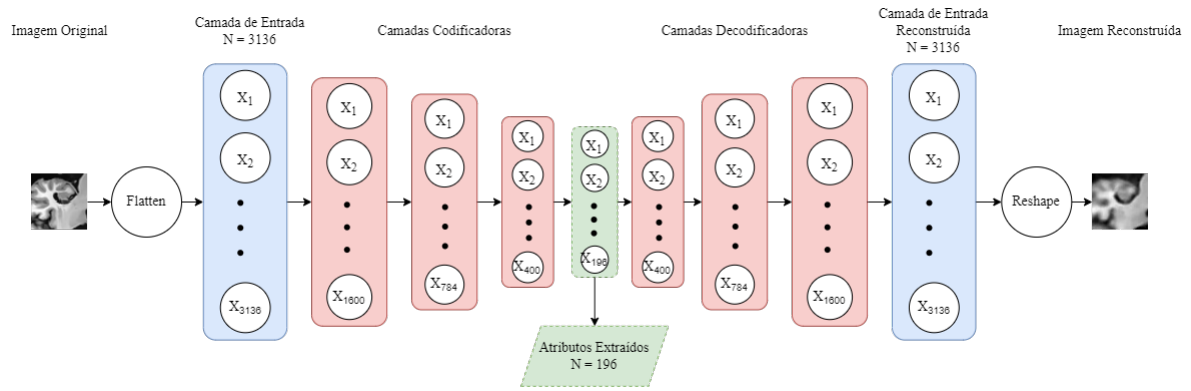 Imagem Original
Camada de Entrada
N = 3136
Camadas Codificadoras
Camadas Decodificadoras
Camada de Entrada
Reconstruída
N = 3136
Imagem Reconstruída
Flatten
X1
X2
X3136
X1
X2
X1600
X1
X2
X784
X1
X2
X400
X1
X2
X196
X1
X2
X400
X1
X2
X784
X1
X2
X1600
X1
X2
X3136
Reshape
Atributos Extraídos
N = 196